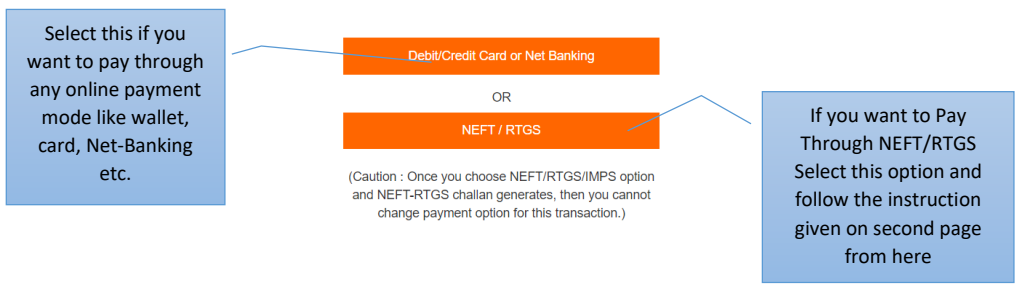 Select this if you
want to pay through
any online payment
mode like wallet,
card, Net-Banking
etc.
Debit/Credit Card or Net Banking
OR
NEFT / RTGS
(Caution : Once you choose NEFT/RTGS/IMPS option
and NEFT-RTGS challan generates, then you cannot
change payment option for this transaction.)
If you want to Pay
Through NEFT/RTGS
Select this option and
follow the instruction
given on second page
from here